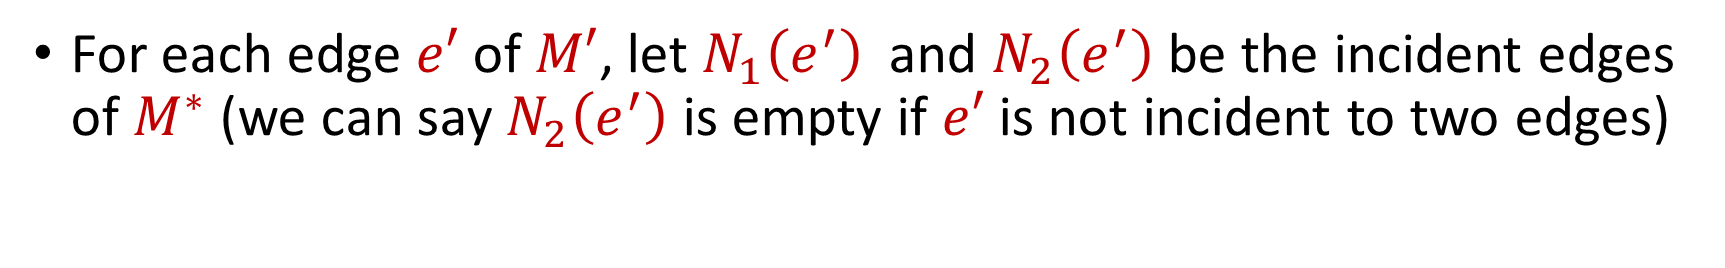 • For each edge e′ of M′, let N₁(e′) and N₂(e′) be the incident edges
of M* (we can say N₂(e′) is empty if e′ is not incident to two edges)